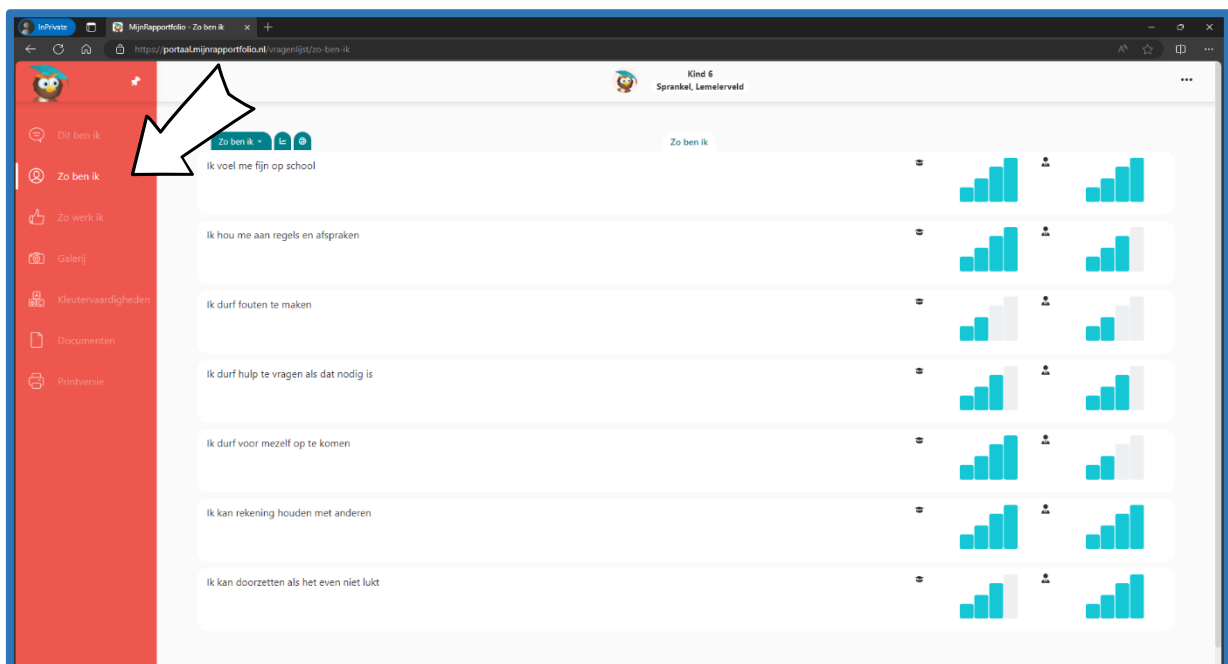 InPrivate
MijnRapportfolio - Zo ben ik
https://portaal.mijnrapportfolio.nl/vragenlijst/zo-ben-ik
Kind 6
Sprankel, Lemelerveld
Dit ben ik
Zo ben ik
Zo werk ik
Galerij
Kleutervaardigheden
Documenten
Printversie
Zo ben ik
Zo ben ik
Ik voel me fijn op school
Ik hou me aan regels en afspraken
Ik durf fouten te maken
Ik durf hulp te vragen als dat nodig is
Ik durf voor mezelf op te komen
Ik kan rekening houden met anderen
Ik kan doorzetten als het even niet lukt